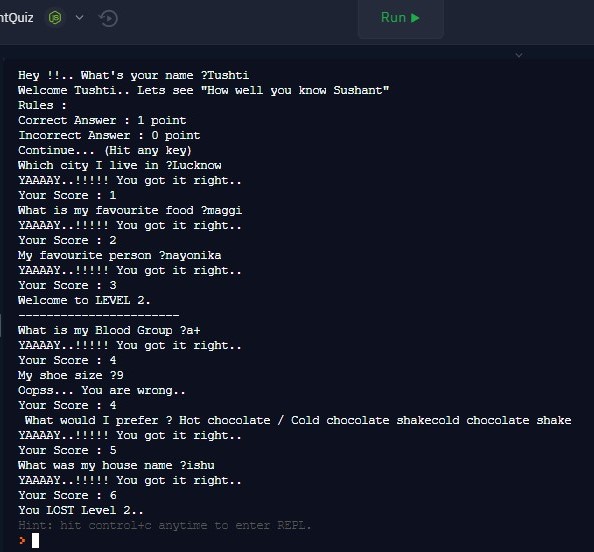 ntQuiz
Run
Hey !!.. What's your name ?Tushti
Welcome Tushti.. Lets see "How well you know Sushant"
Rules :
Correct Answer : 1 point
Incorrect Answer : 0 point
Continue... (Hit any key)
Which city I live in ?Lucknow
YAAAAY..!!!!! You got it right..
Your Score : 1
What is my favourite food ?maggi
YAAAAY..!!!!! You got it right..
Your Score : 2
My favourite person ?nayonika
YAAAAY..!!!!! You got it right..
Your Score : 3
Welcome to LEVEL 2.
-----------------------
What is my Blood Group ?a+
YAAAAY..!!!!! You got it right..
Your Score : 4
My shoe size ?9
Oopss... You are wrong..
Your Score : 4
What would I prefer ? Hot chocolate / Cold chocolate shakecold chocolate shake
YAAAAY..!!!!! You got it right..
Your Score : 5
What was my house name ?ishu
YAAAAY..!!!!! You got it right..
Your Score : 6
You LOST Level 2..
Hint: hit control+c anytime to enter REPL.
>